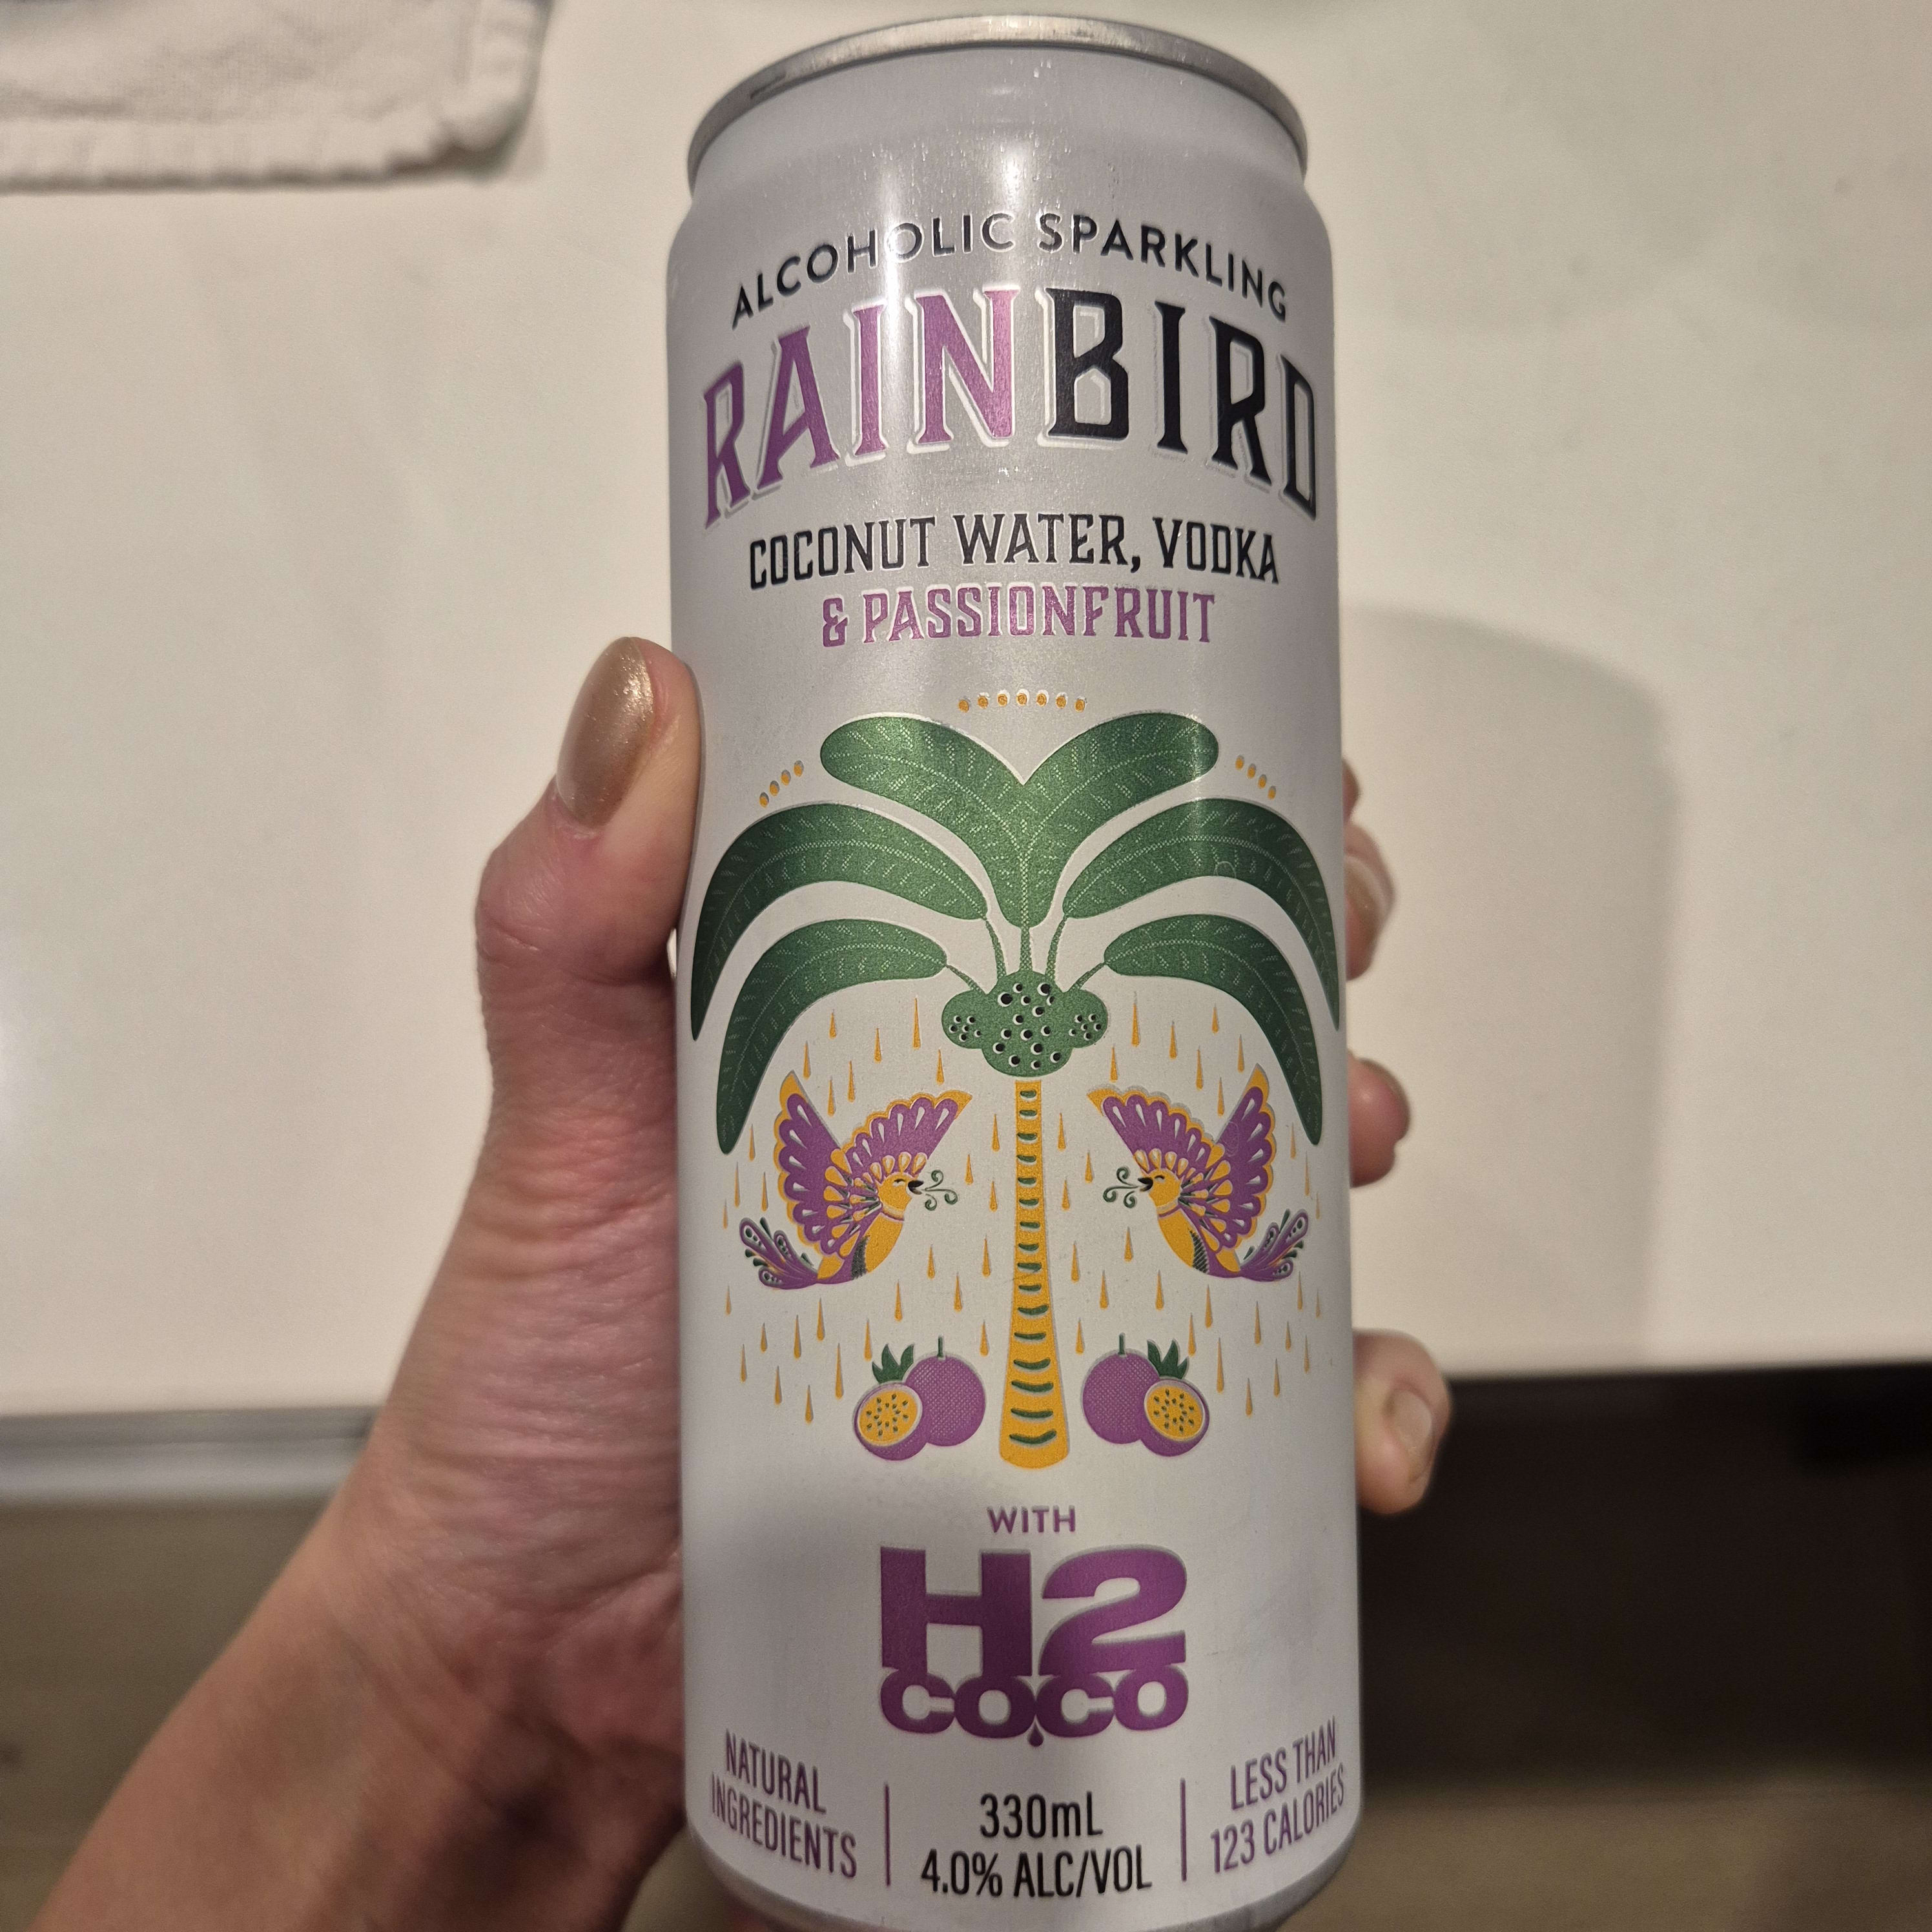 ALCOHOLIC SPARKLING
RAINBIRD
COCONUT WATER, VODKA
& PASSIONFRUIT
WITH
H2
COCO
NATURAL
INGREDIENTS
330mL
4.0% ALC/VOL
LESS THAN
123 CALORIES